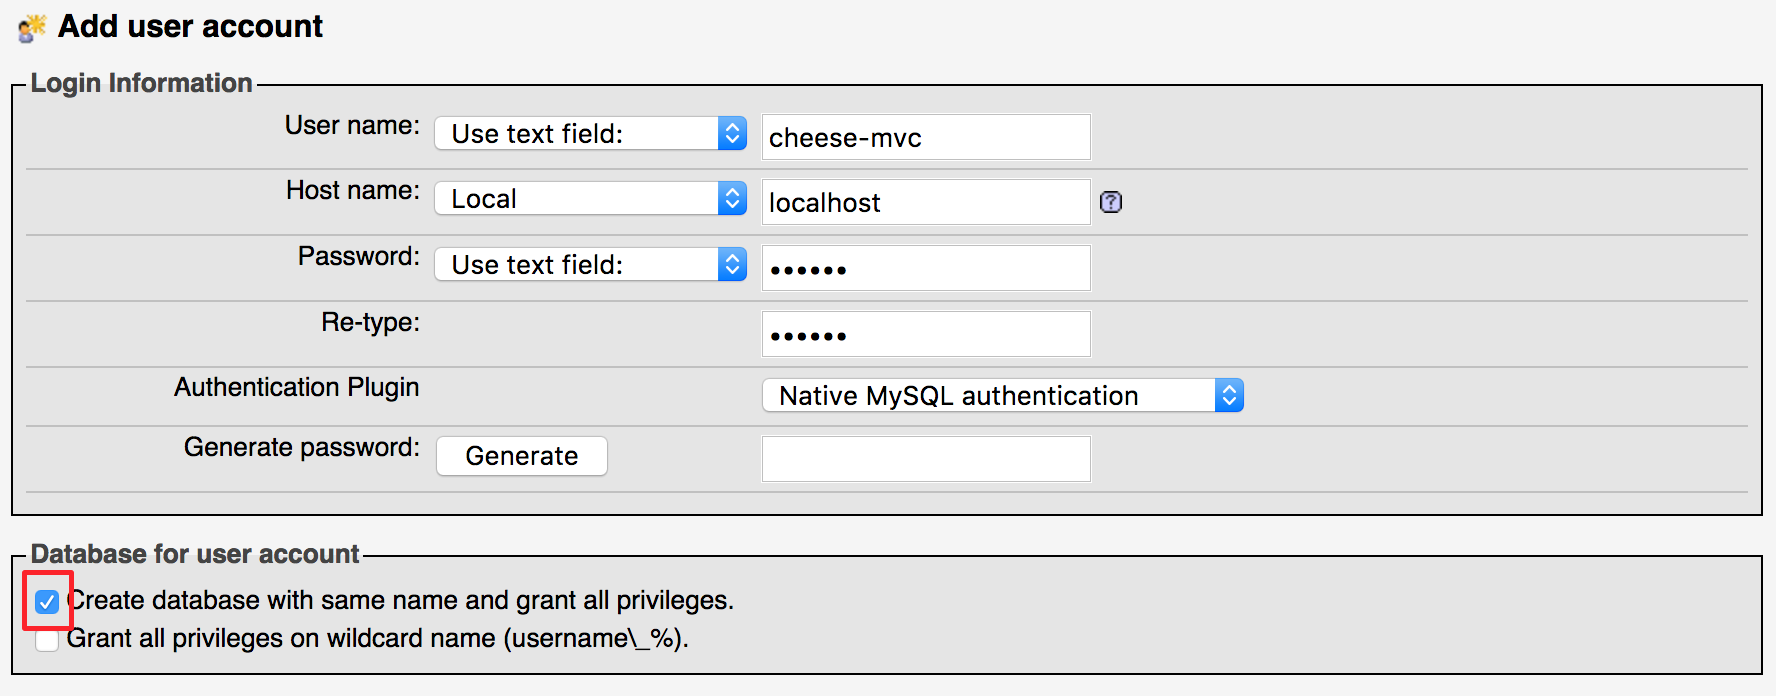 Add user account
Login Information
User name: Use text field: cheese-mvc
Host name: Local localhost ?
Password: Use text field: ••••••
Re-type: ••••••
Authentication Plugin Native MySQL authentication
Generate password: Generate
Database for user account
Create database with same name and grant all privileges.
Grant all privileges on wildcard name (username\_%).